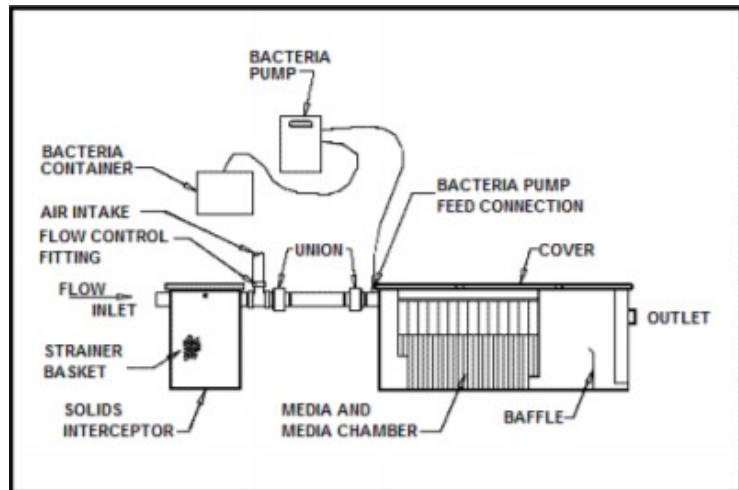 BACTERIA
PUMP
BACTERIA
CONTAINER
AIR INTAKE
FLOW CONTROL
FITTING
UNION
BACTERIA PUMP
FEED CONNECTION
COVER
FLOW
INLET
OUTLET
STRAINER
BASKET
SOLIDS
INTERCEPTOR
MEDIA AND
MEDIA CHAMBER
BAFFLE